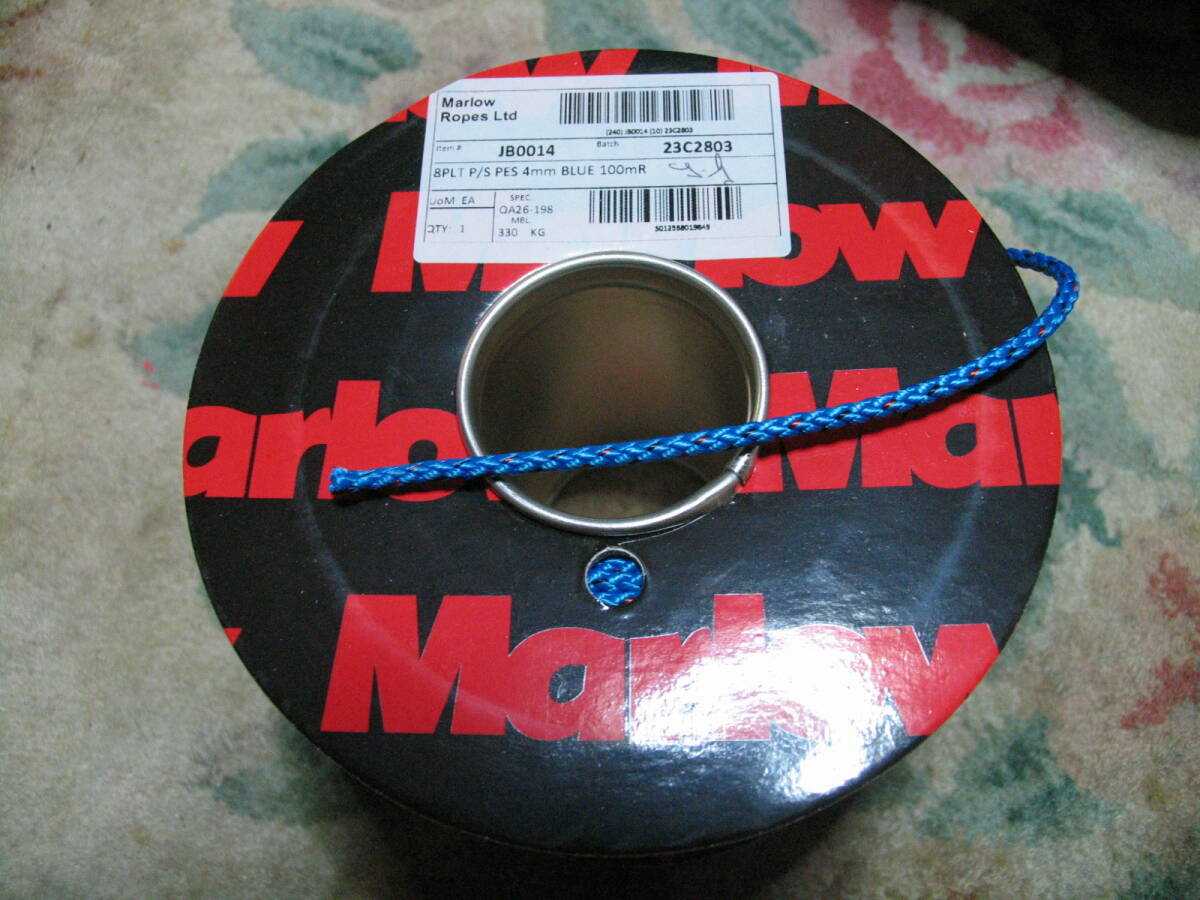 Marlow
Ropes Ltd
(240) JB0014 (10) 23C2803
Item # JB0014 Batch 23C2803
8PLT P/S PES 4mm BLUE 100mR
UoM EA
SPEC.
QA26-198
MBL.
QTY: 1
330 KG
Marlow
Marlow
Marlow